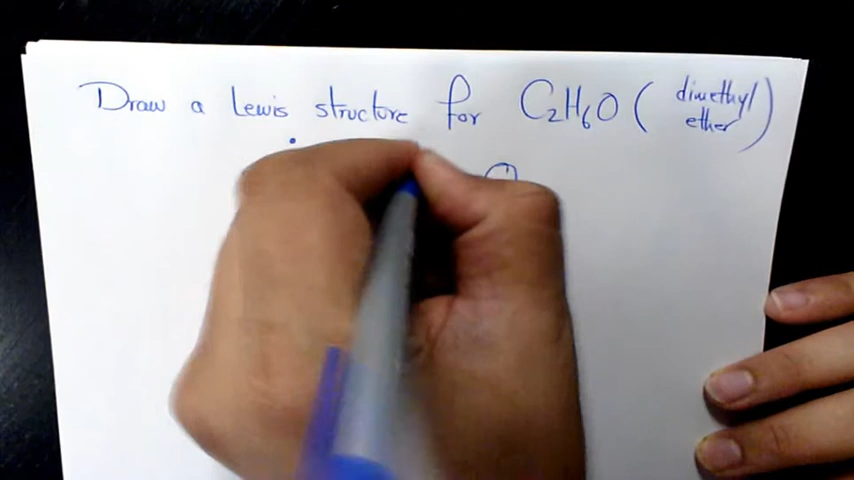 Draw a Lewis structure for C₂H₆O ( dimethyl
ether )